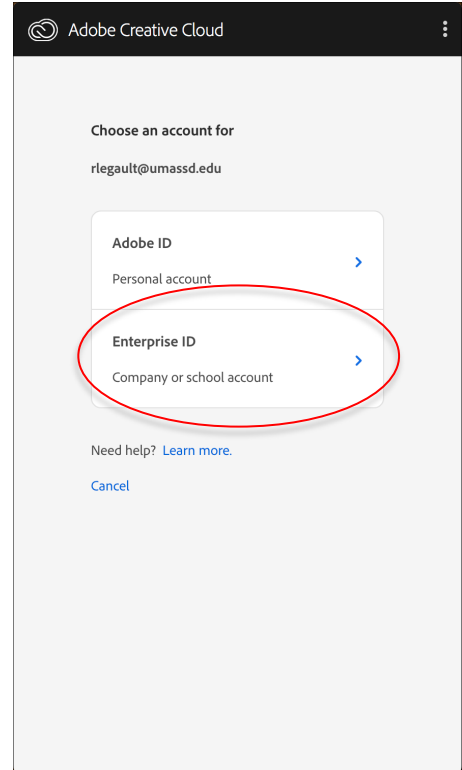 Adobe Creative Cloud
Choose an account for
rlegault@umassd.edu
Adobe ID
Personal account
Enterprise ID
Company or school account
Need help? Learn more.
Cancel